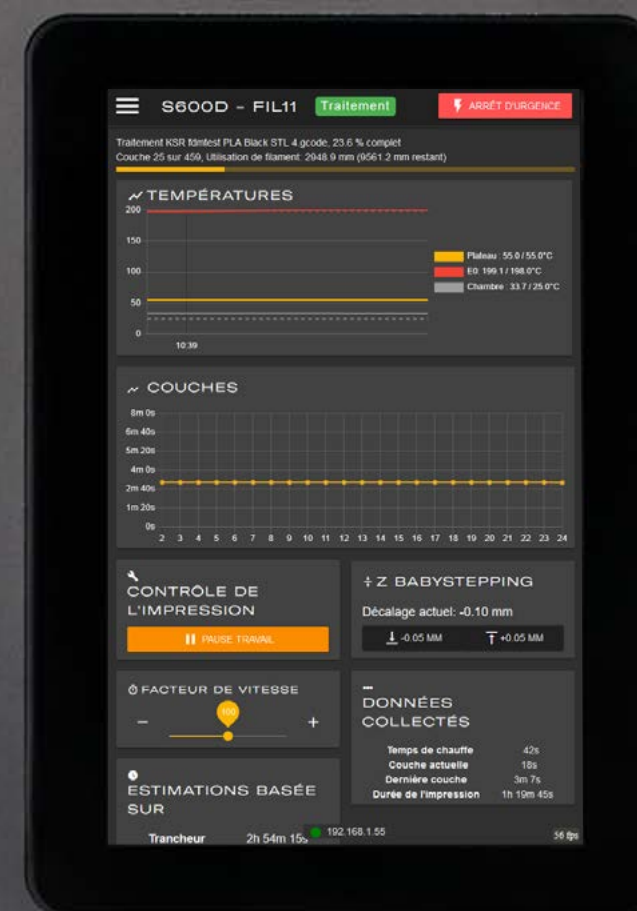 S600D - FIL11 Traitement ARRÊT D'URGENCE
Traitement KSR fdmtest PLA Black STL 4.gcode, 23.6 % complet
Couche 25 sur 459, Utilisation de filament: 2948.9 mm (9561.2 mm restant)
TEMPÉRATURES
200
150
100
50
0
10:39
Plateau : 55.0 / 55.0°C
E0: 199.1 / 198.0°C
Chambre : 33.7 / 25.0°C
COUCHES
8m 0s
6m 40s
5m 20s
4m 0s
2m 40s
1m 20s
0s
2 3 4 5 6 7 8 9 10 11 12 13 14 15 16 17 18 19 20 21 22 23 24
CONTRÔLE DE
L'IMPRESSION
PAUSE TRAVAIL
Z BABYSTEPPING
Décalage actuel: -0.10 mm
-0.05 MM +0.05 MM
FACTEUR DE VITESSE
100
- +
DONNÉES
COLLECTÉS
Temps de chauffe 42s
Couche actuelle 18s
Dernière couche 3m 7s
Durée de l'impression 1h 19m 45s
ESTIMATIONS BASÉE
SUR
Trancheur 2h 54m 15s
192.168.1.55
56 fps